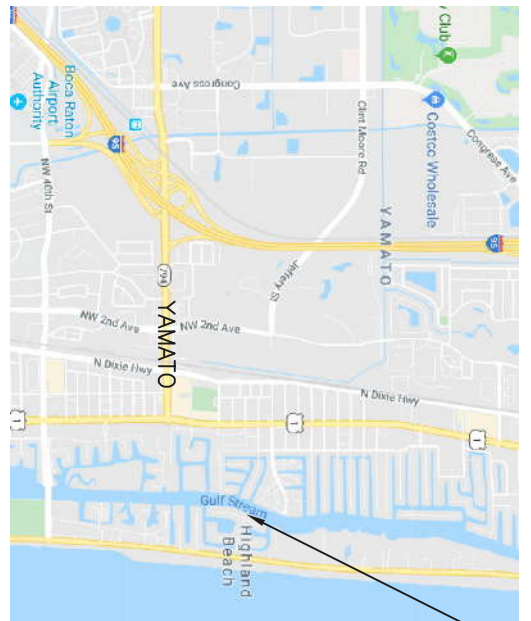 y Club
Costco Wholesale
Congress Ave
Congress Ave
Clint Moore Rd
Boca Raton
Airport
Authority
95
95
NW 40th St
YAMATO
794
YAMATO
Jeffery St
NW 2nd Ave
NW 2nd Ave
N Dixie Hwy
N Dixie Hwy
1
1
1
Gulf Stream
Highland
Beach